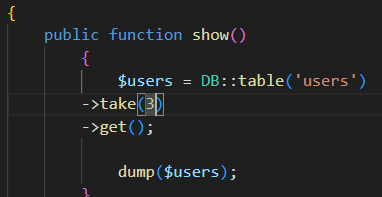 {
    public function show()
        {
            $users = DB::table('users')
        ->take(3)
        ->get();

            dump($users);
        }